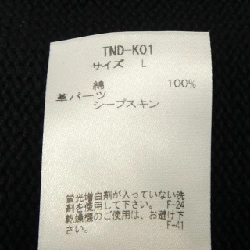 TND-K01
サイズ L
綿 100%
革パーツ
シープスキン
蛍光増白剤が入っていない洗
剤を使用して下さい。 F-24
乾燥機のご使用は、お避け下
さい。 F-41